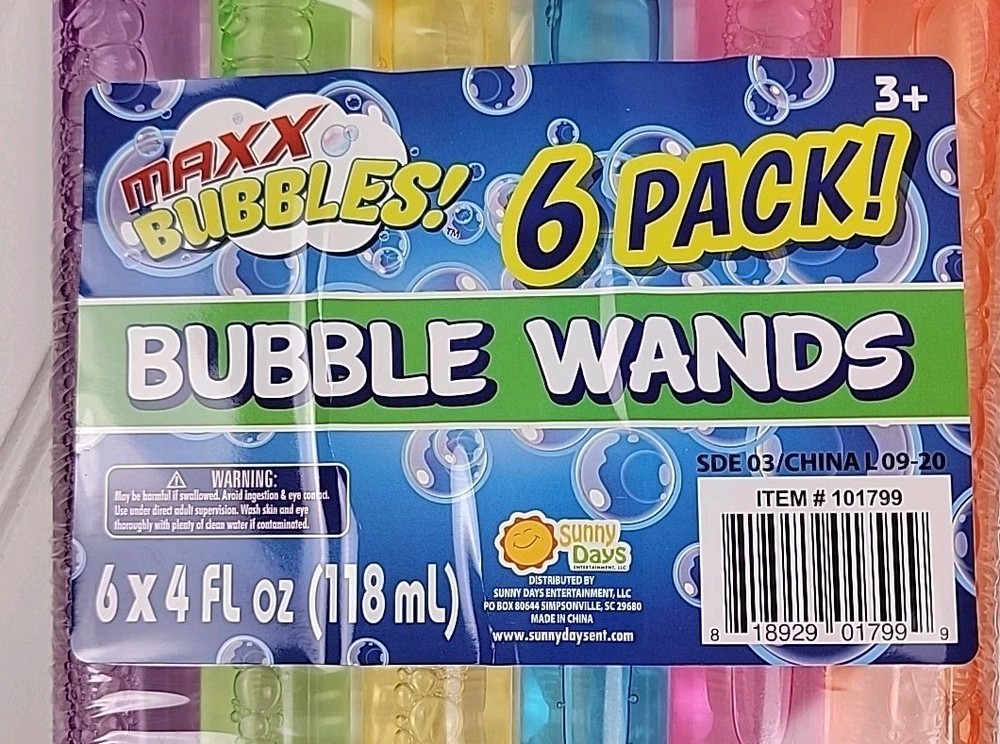 3+
MAXX
BUBBLES!™
6 PACK!
BUBBLE WANDS
SDE 03/CHINA L 09-20
⚠ WARNING:
May be harmful if swallowed. Avoid ingestion & eye contact.
Use under direct adult supervision. Wash skin and eye
thoroughly with plenty of clean water if contaminated.
6 x 4 FL oz (118 mL)
Sunny
Days
ENTERTAINMENT, LLC
DISTRIBUTED BY
SUNNY DAYS ENTERTAINMENT, LLC
PO BOX 80644 SIMPSONVILLE, SC 29680
MADE IN CHINA
www.sunnydaysent.com
ITEM # 101799
8 18929 01799 9